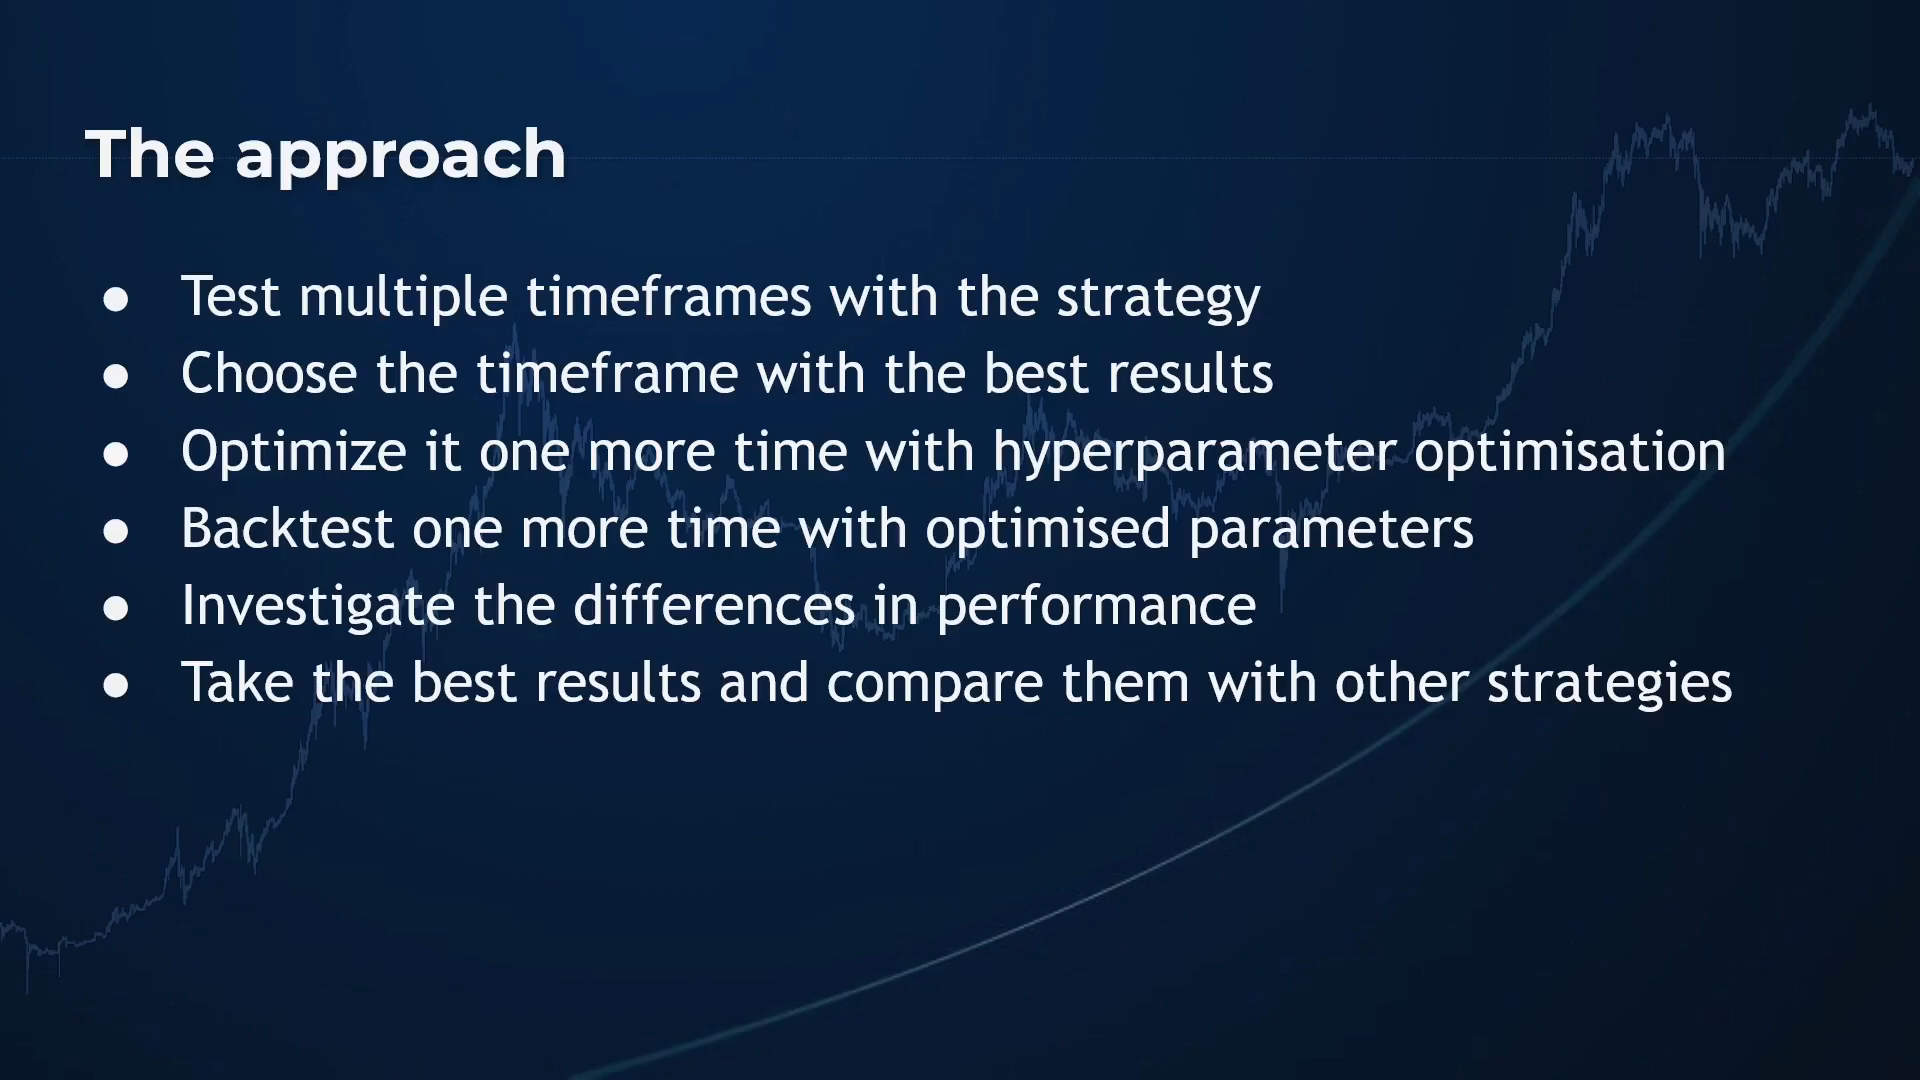 The approach
● Test multiple timeframes with the strategy
● Choose the timeframe with the best results
● Optimize it one more time with hyperparameter optimisation
● Backtest one more time with optimised parameters
● Investigate the differences in performance
● Take the best results and compare them with other strategies